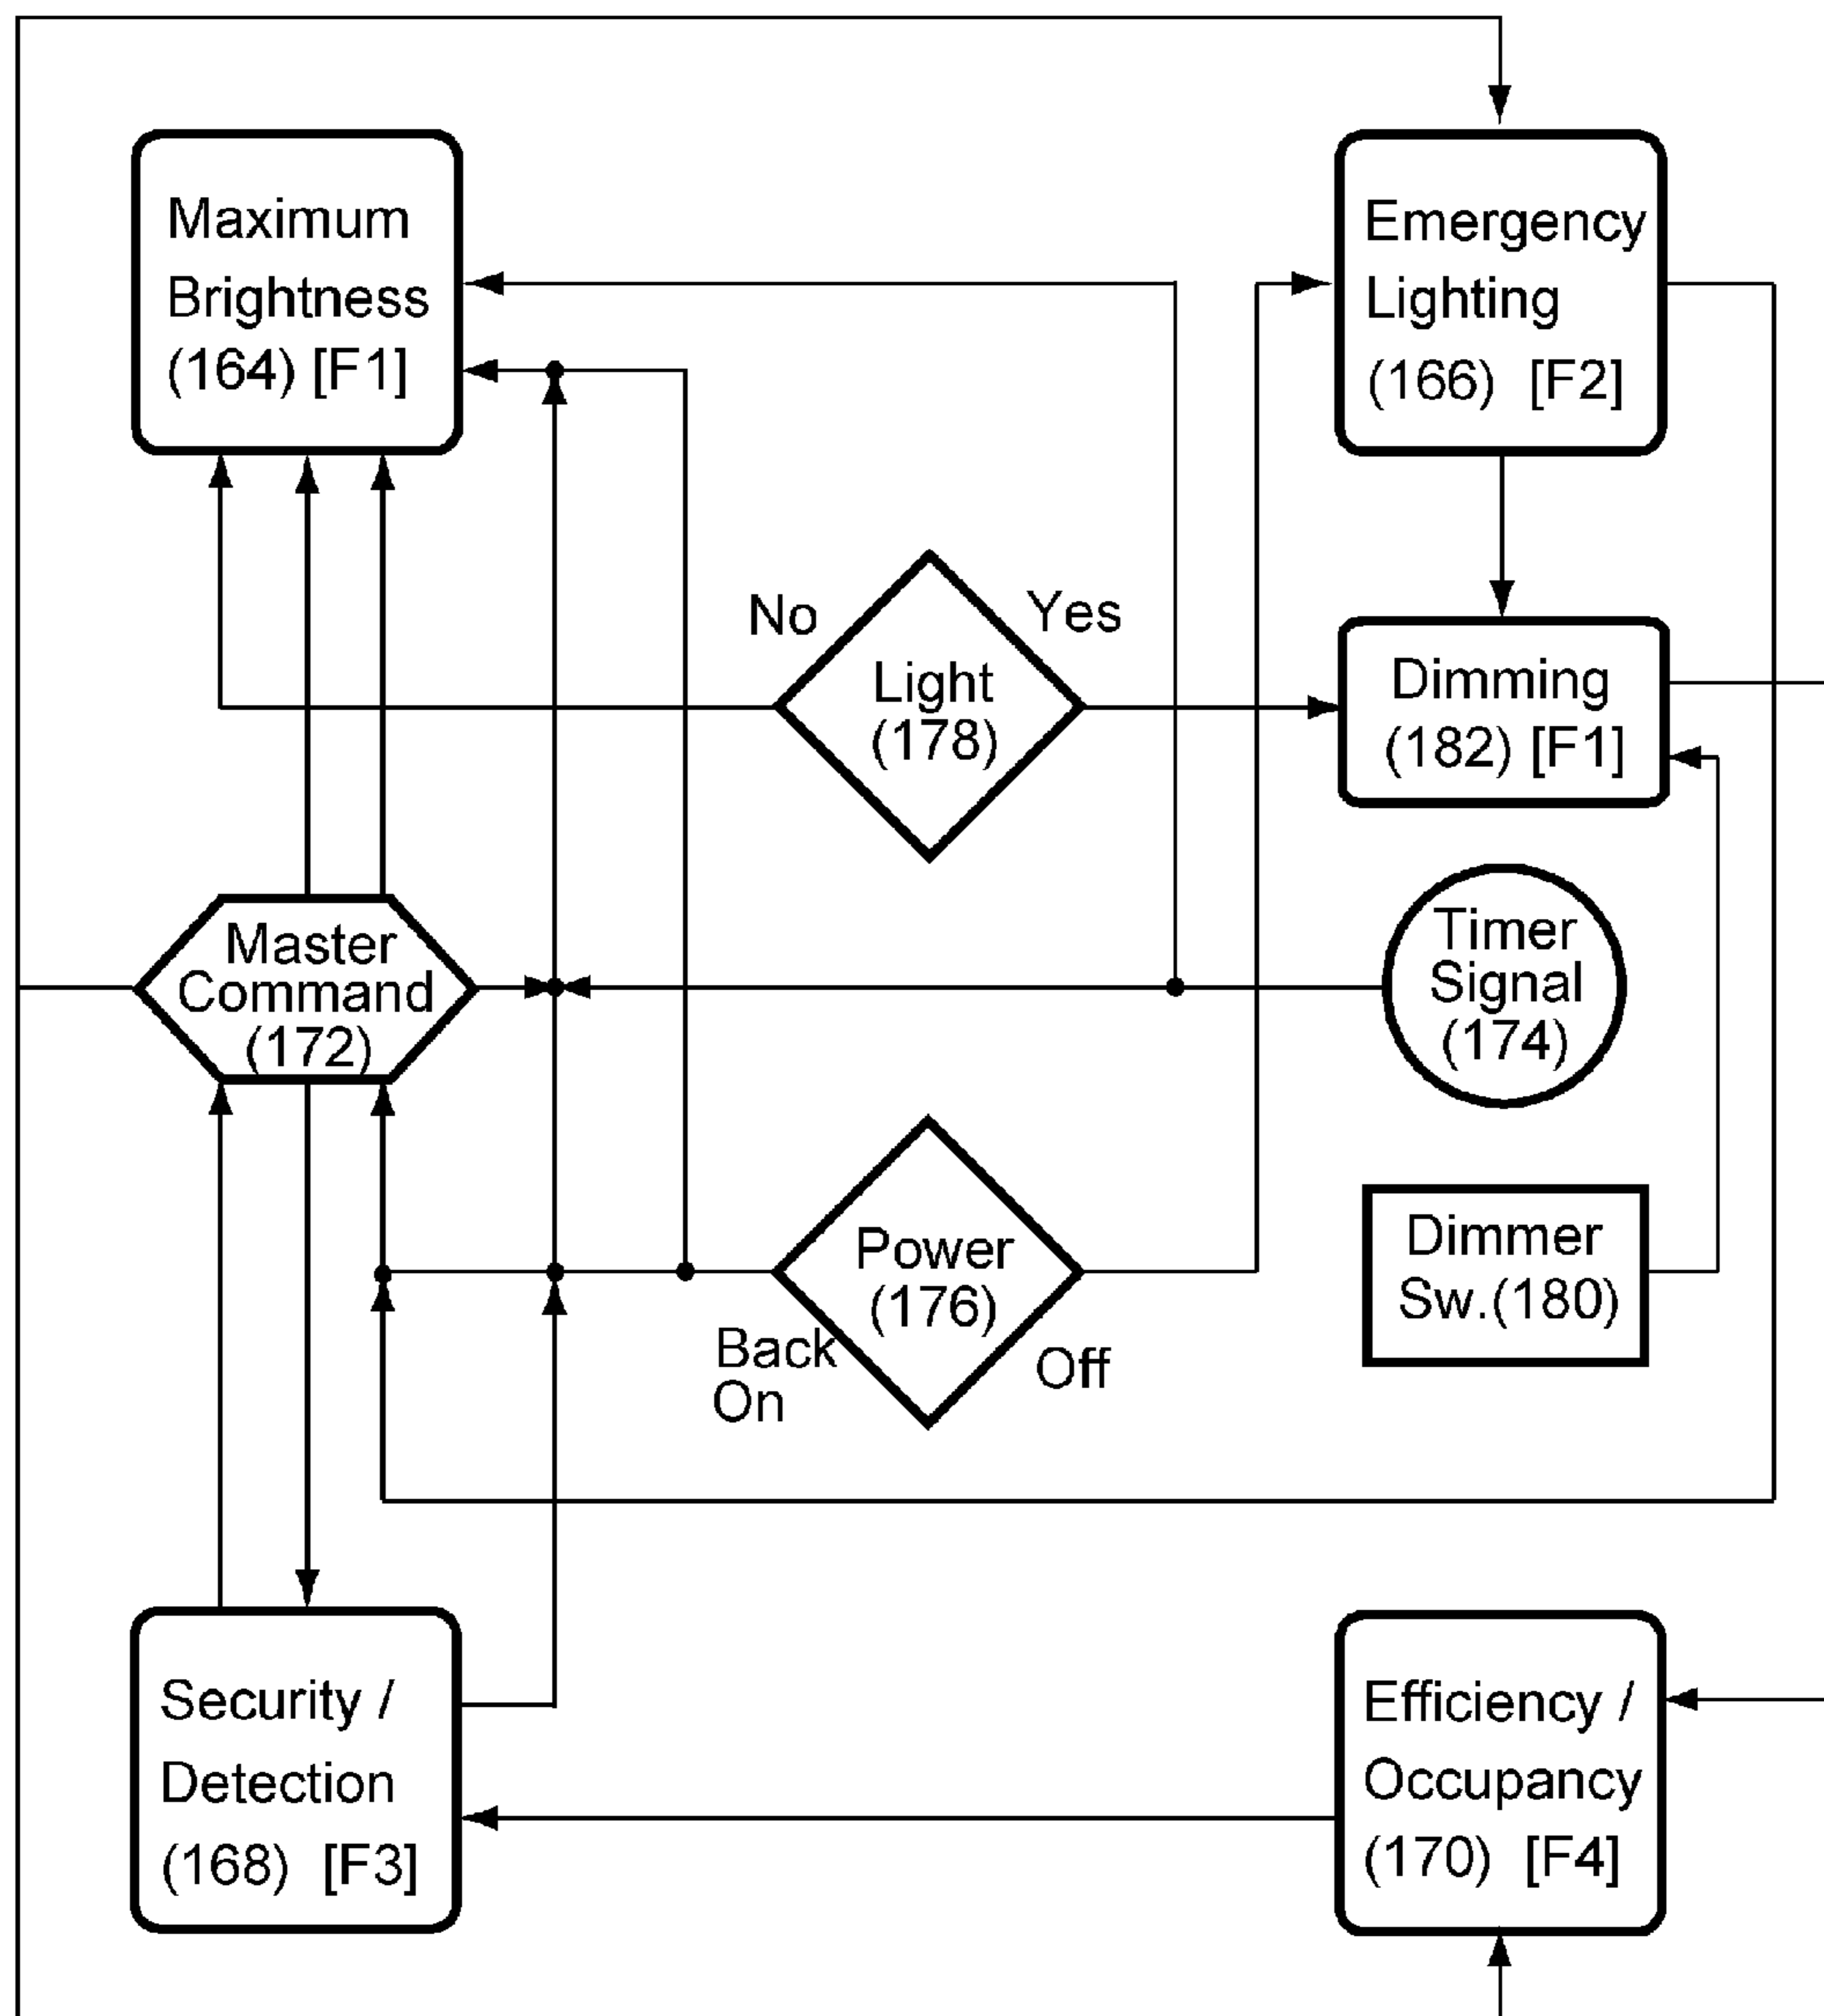 Maximum
Brightness
(164) [F1]
Emergency
Lighting
(166) [F2]
No
Yes
Light
(178)
Dimming
(182) [F1]
Master
Command
(172)
Timer
Signal
(174)
Power
(176)
Back
On
Off
Dimmer
Sw.(180)
Security /
Detection
(168) [F3]
Efficiency /
Occupancy
(170) [F4]